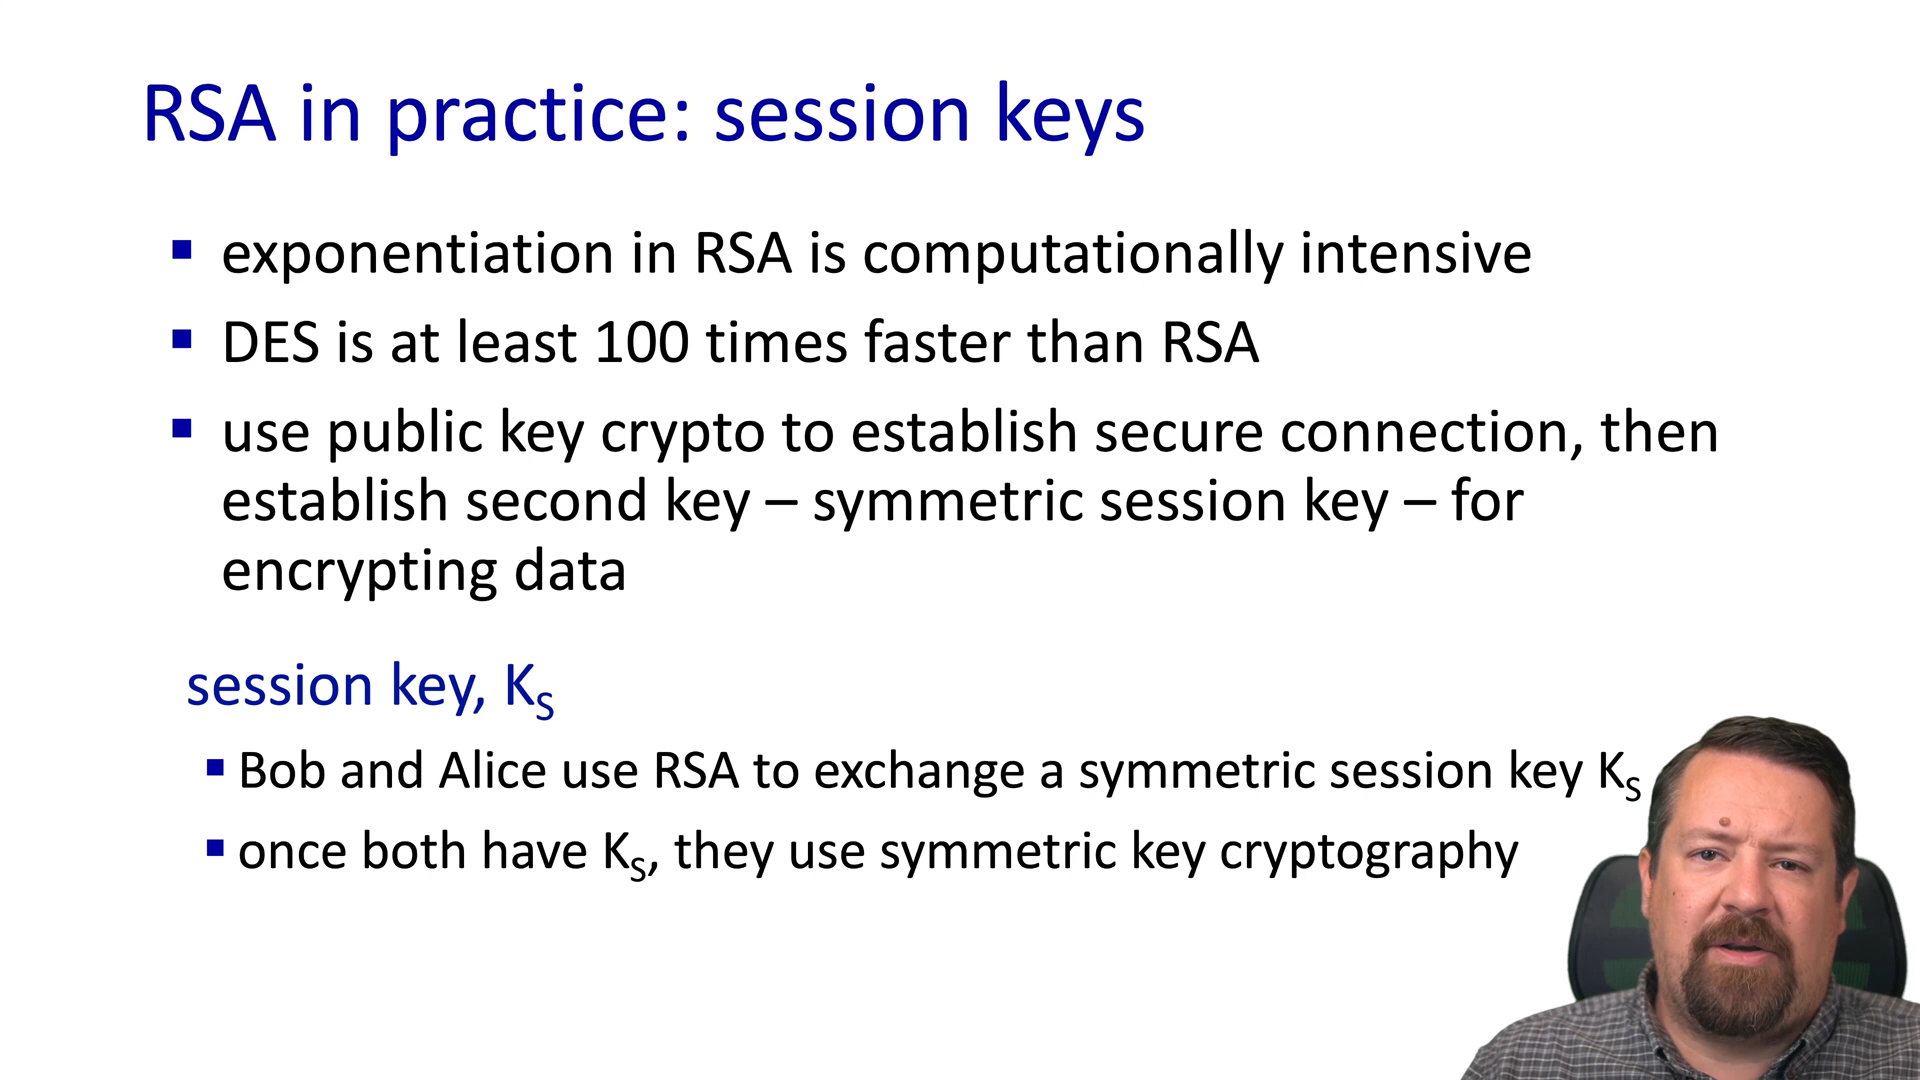 RSA in practice: session keys
▪ exponentiation in RSA is computationally intensive
▪ DES is at least 100 times faster than RSA
▪ use public key crypto to establish secure connection, then
establish second key – symmetric session key – for
encrypting data
session key, K_S
▪ Bob and Alice use RSA to exchange a symmetric session key K_S
▪ once both have K_S, they use symmetric key cryptography